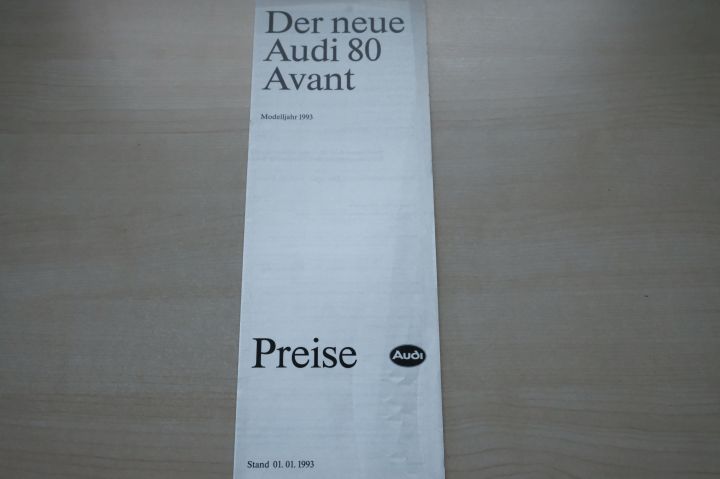 Der neue
Audi 80
Avant
Modelljahr 1993
Preise
Audi
Stand 01. 01. 1993